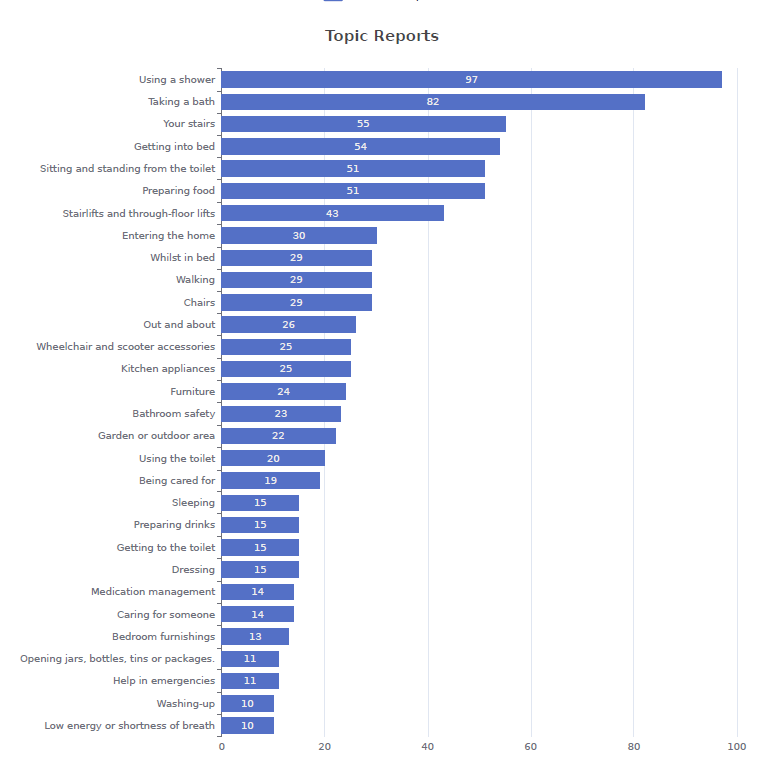 Topic Reports
Using a shower 97
Taking a bath 82
Your stairs 55
Getting into bed 54
Sitting and standing from the toilet 51
Preparing food 51
Stairlifts and through-floor lifts 43
Entering the home 30
Whilst in bed 29
Walking 29
Chairs 29
Out and about 26
Wheelchair and scooter accessories 25
Kitchen appliances 25
Furniture 24
Bathroom safety 23
Garden or outdoor area 22
Using the toilet 20
Being cared for 19
Sleeping 15
Preparing drinks 15
Getting to the toilet 15
Dressing 15
Medication management 14
Caring for someone 14
Bedroom furnishings 13
Opening jars, bottles, tins or packages. 11
Help in emergencies 11
Washing-up 10
Low energy or shortness of breath 10
0 20 40 60 80 100